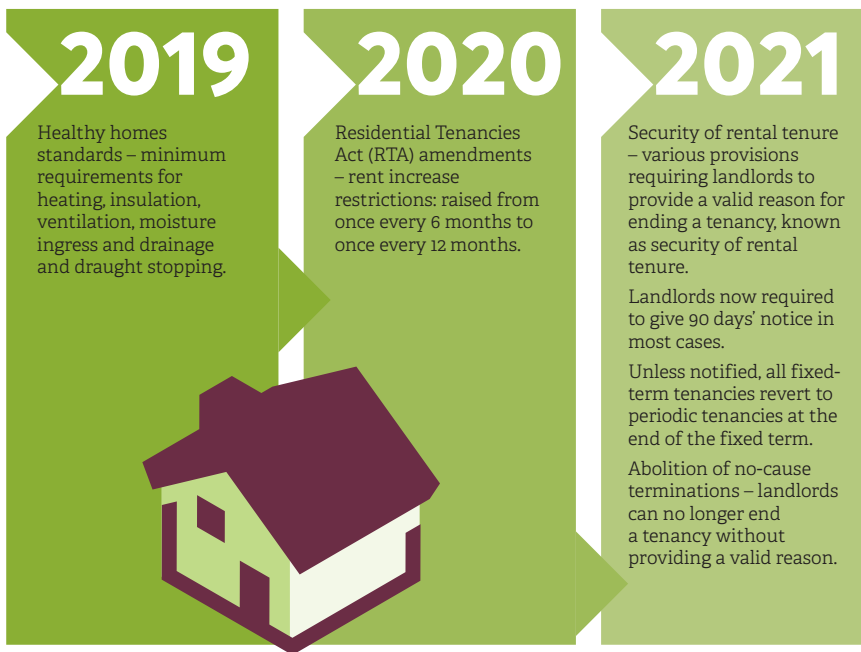 2019
Healthy homes
standards – minimum
requirements for
heating, insulation,
ventilation, moisture
ingress and drainage
and draught stopping.
2020
Residential Tenancies
Act (RTA) amendments
– rent increase
restrictions: raised from
once every 6 months to
once every 12 months.
2021
Security of rental tenure
– various provisions
requiring landlords to
provide a valid reason for
ending a tenancy, known
as security of rental
tenure.
Landlords now required
to give 90 days’ notice in
most cases.
Unless notified, all fixed-
term tenancies revert to
periodic tenancies at the
end of the fixed term.
Abolition of no-cause
terminations – landlords
can no longer end
a tenancy without
providing a valid reason.